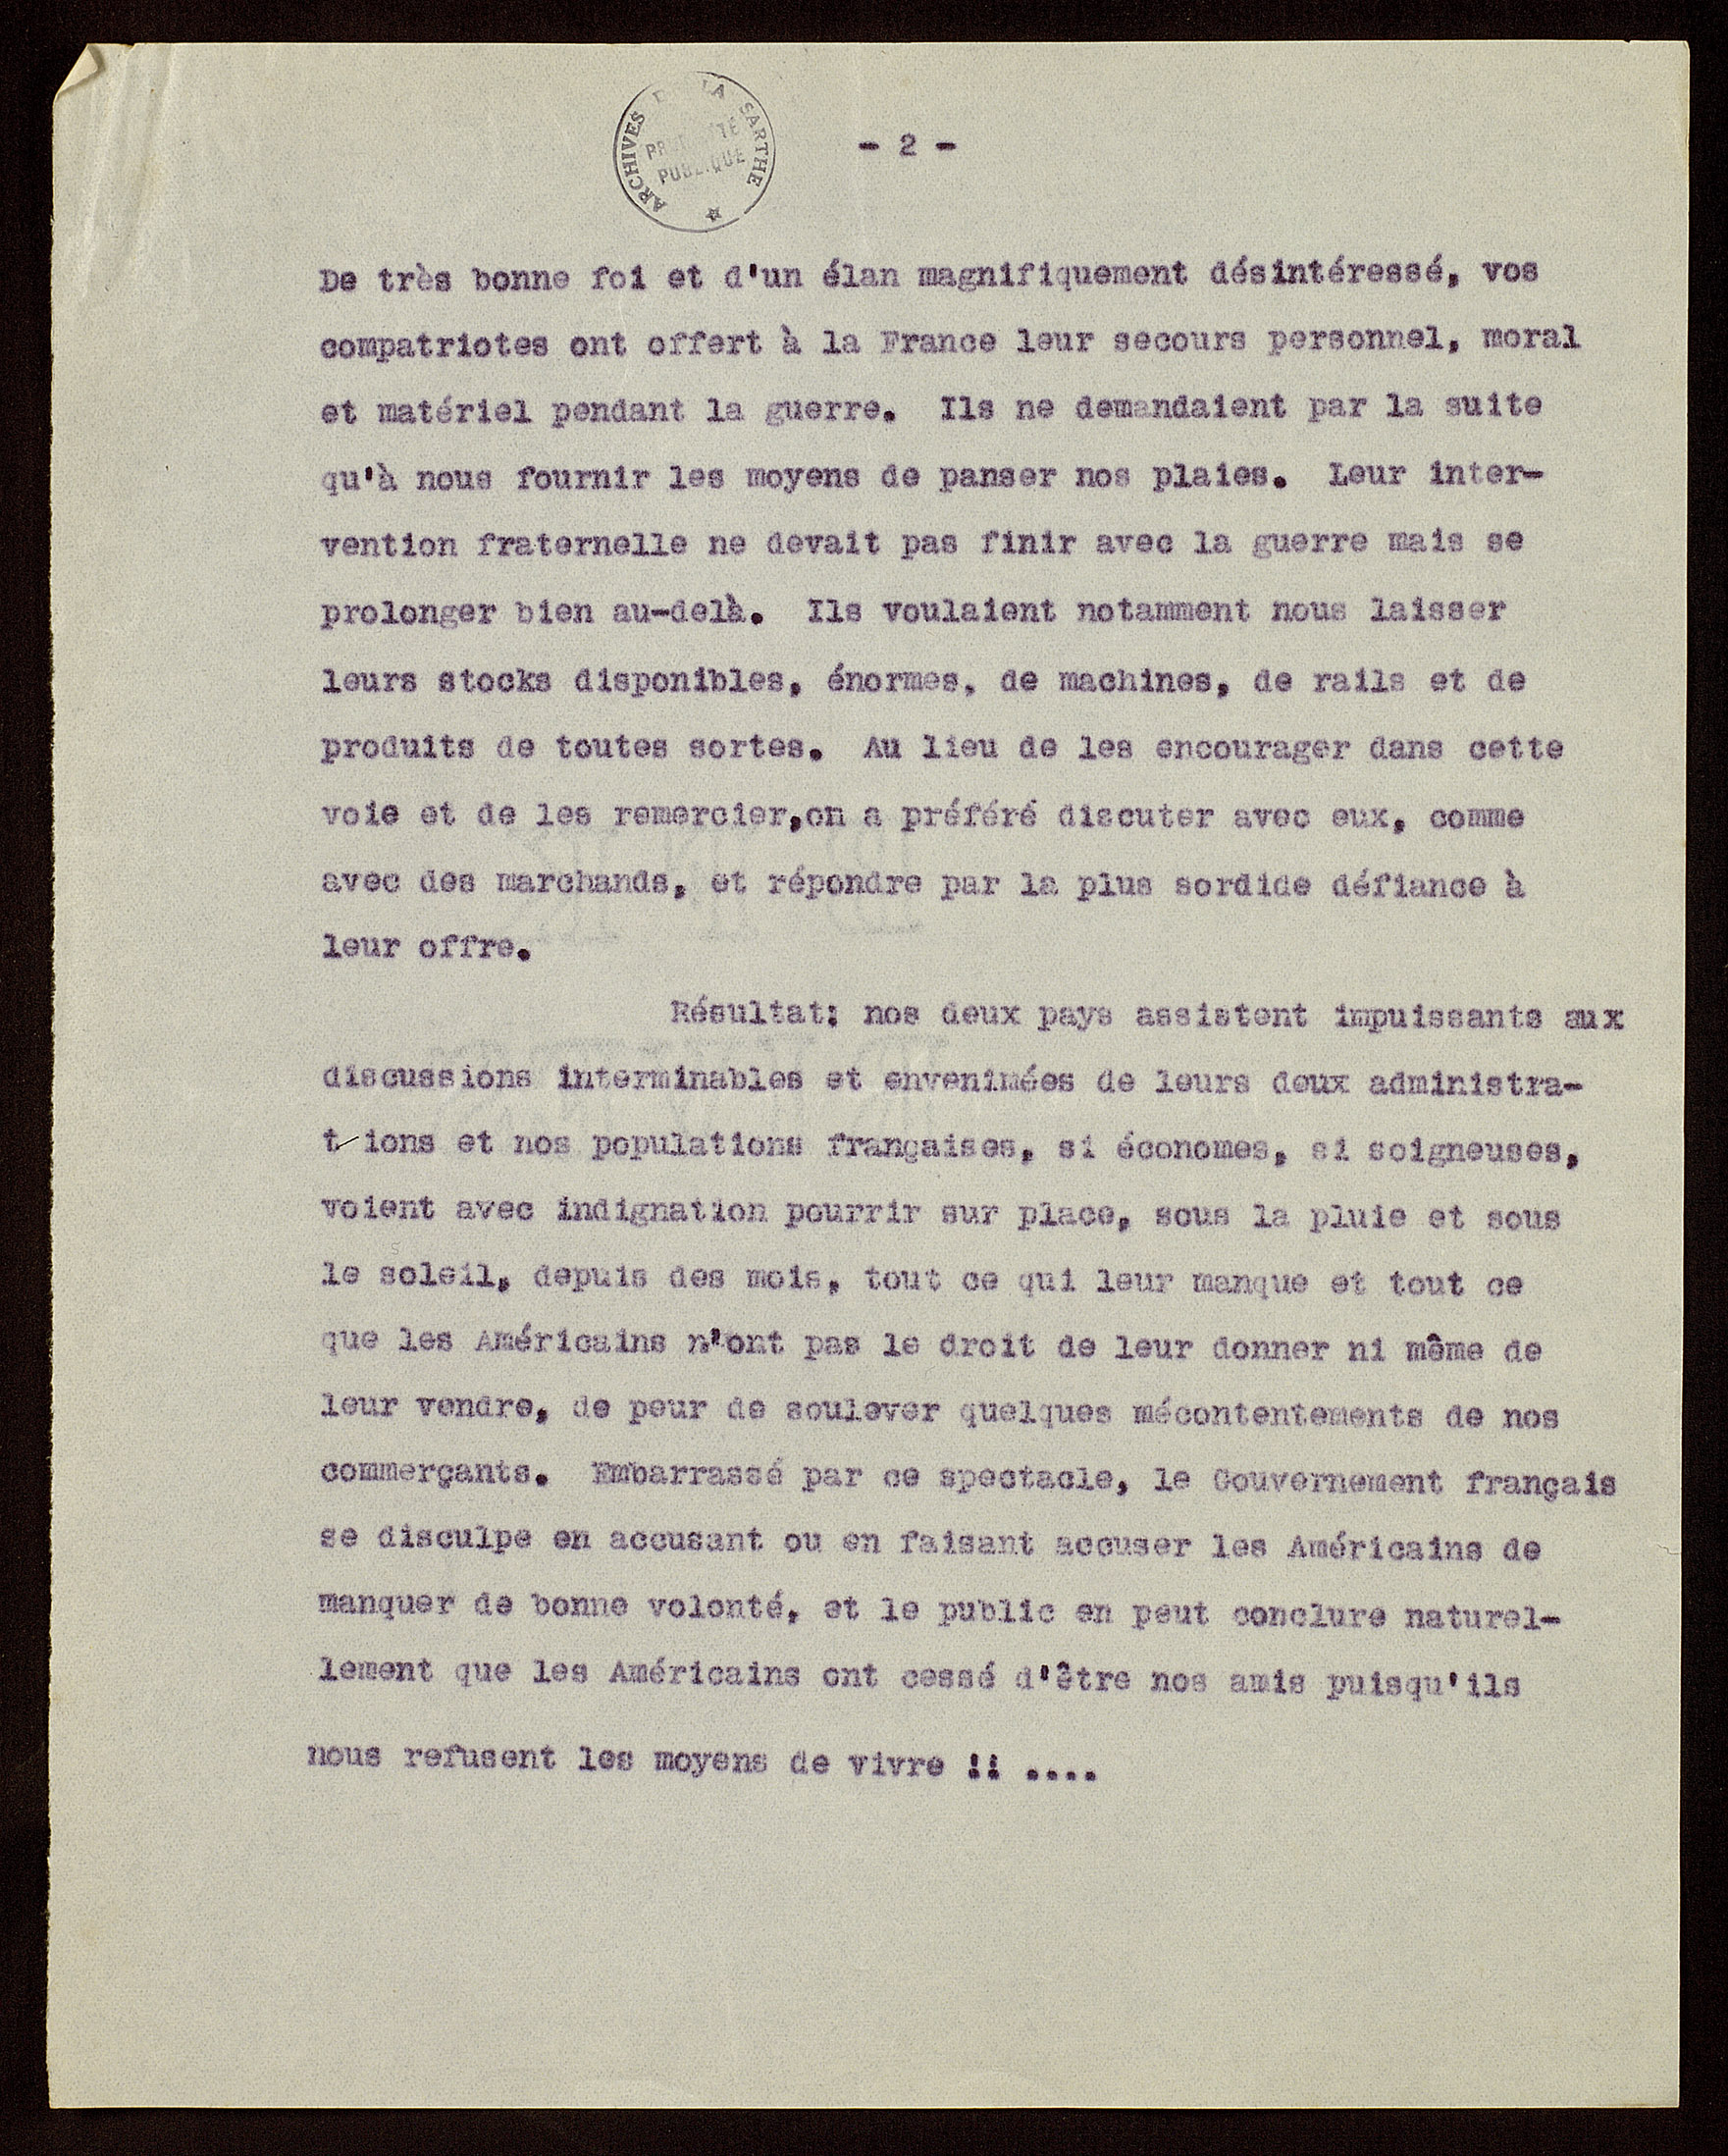 ARCHIVES DE LA SARTHE
PROPRIÉTÉ
PUBLIQUE
- 2 -
De très bonne foi et d'un élan magnifiquement désintéressé, vos
compatriotes ont offert à la France leur secours personnel, moral
et matériel pendant la guerre. Ils ne demandaient par la suite
qu'à nous fournir les moyens de panser nos plaies. Leur inter-
vention fraternelle ne devait pas finir avec la guerre mais se
prolonger bien au-delà. Ils voulaient notamment nous laisser
leurs stocks disponibles, énormes, de machines, de rails et de
produits de toutes sortes. Au lieu de les encourager dans cette
voie et de les remercier,on a préféré discuter avec eux, comme
avec des marchands, et répondre par la plus sordide défiance à
leur offre.
Résultat: nos deux pays assistent impuissants aux
discussions interminables et envenimées de leurs deux administra-
t ions et nos populations françaises, si économes, si soigneuses,
voient avec indignation pourrir sur place, sous la pluie et sous
le soleil, depuis des mois, tout ce qui leur manque et tout ce
que les Américains n'ont pas le droit de leur donner ni même de
leur vendre, de peur de soulever quelques mécontentements de nos
commerçants. Embarrassé par ce spectacle, le Gouvernement français
se disculpe en accusant ou en faisant accuser les Américains de
manquer de bonne volonté, et le public en peut conclure naturel-
lement que les Américains ont cessé d'être nos amis puisqu'ils
nous refusent les moyens de vivre !! ....